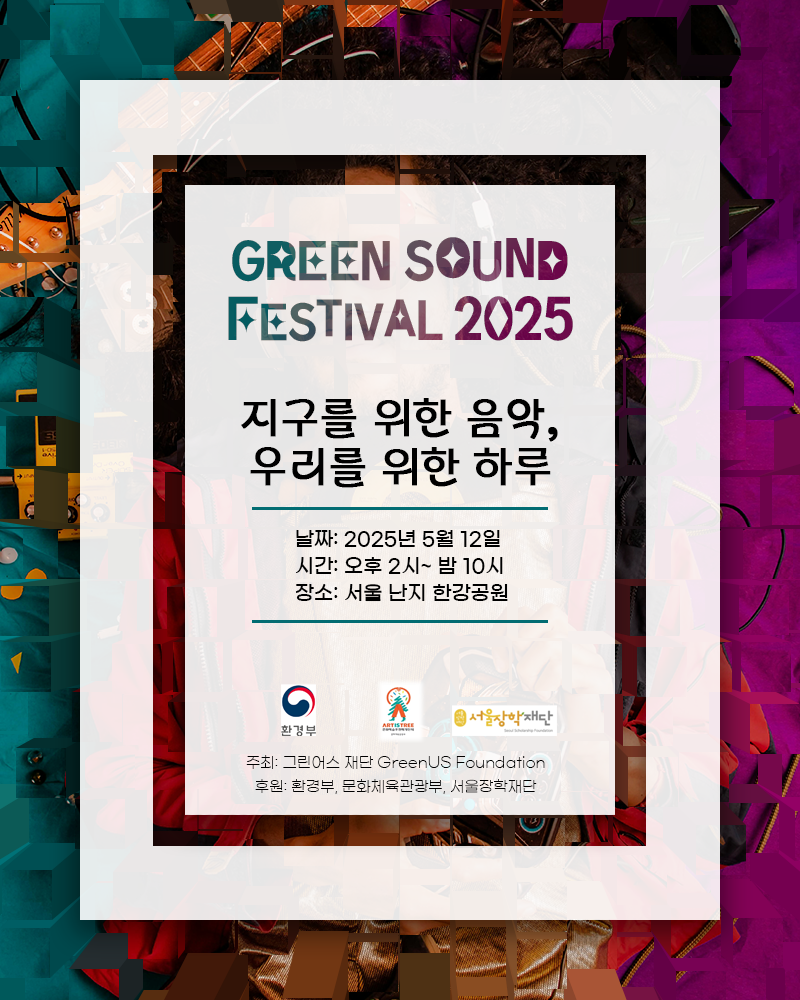 GREEN SOUND
FESTIVAL 2025
지구를 위한 음악,
우리를 위한 하루
날짜: 2025년 5월 12일
시간: 오후 2시~ 밤 10시
장소: 서울 난지 한강공원
환경부
ARTISTREE
서울장학재단
Seoul Scholarship Foundation
주최: 그린어스 재단 GreenUS Foundation
후원: 환경부, 문화체육관광부, 서울장학재단